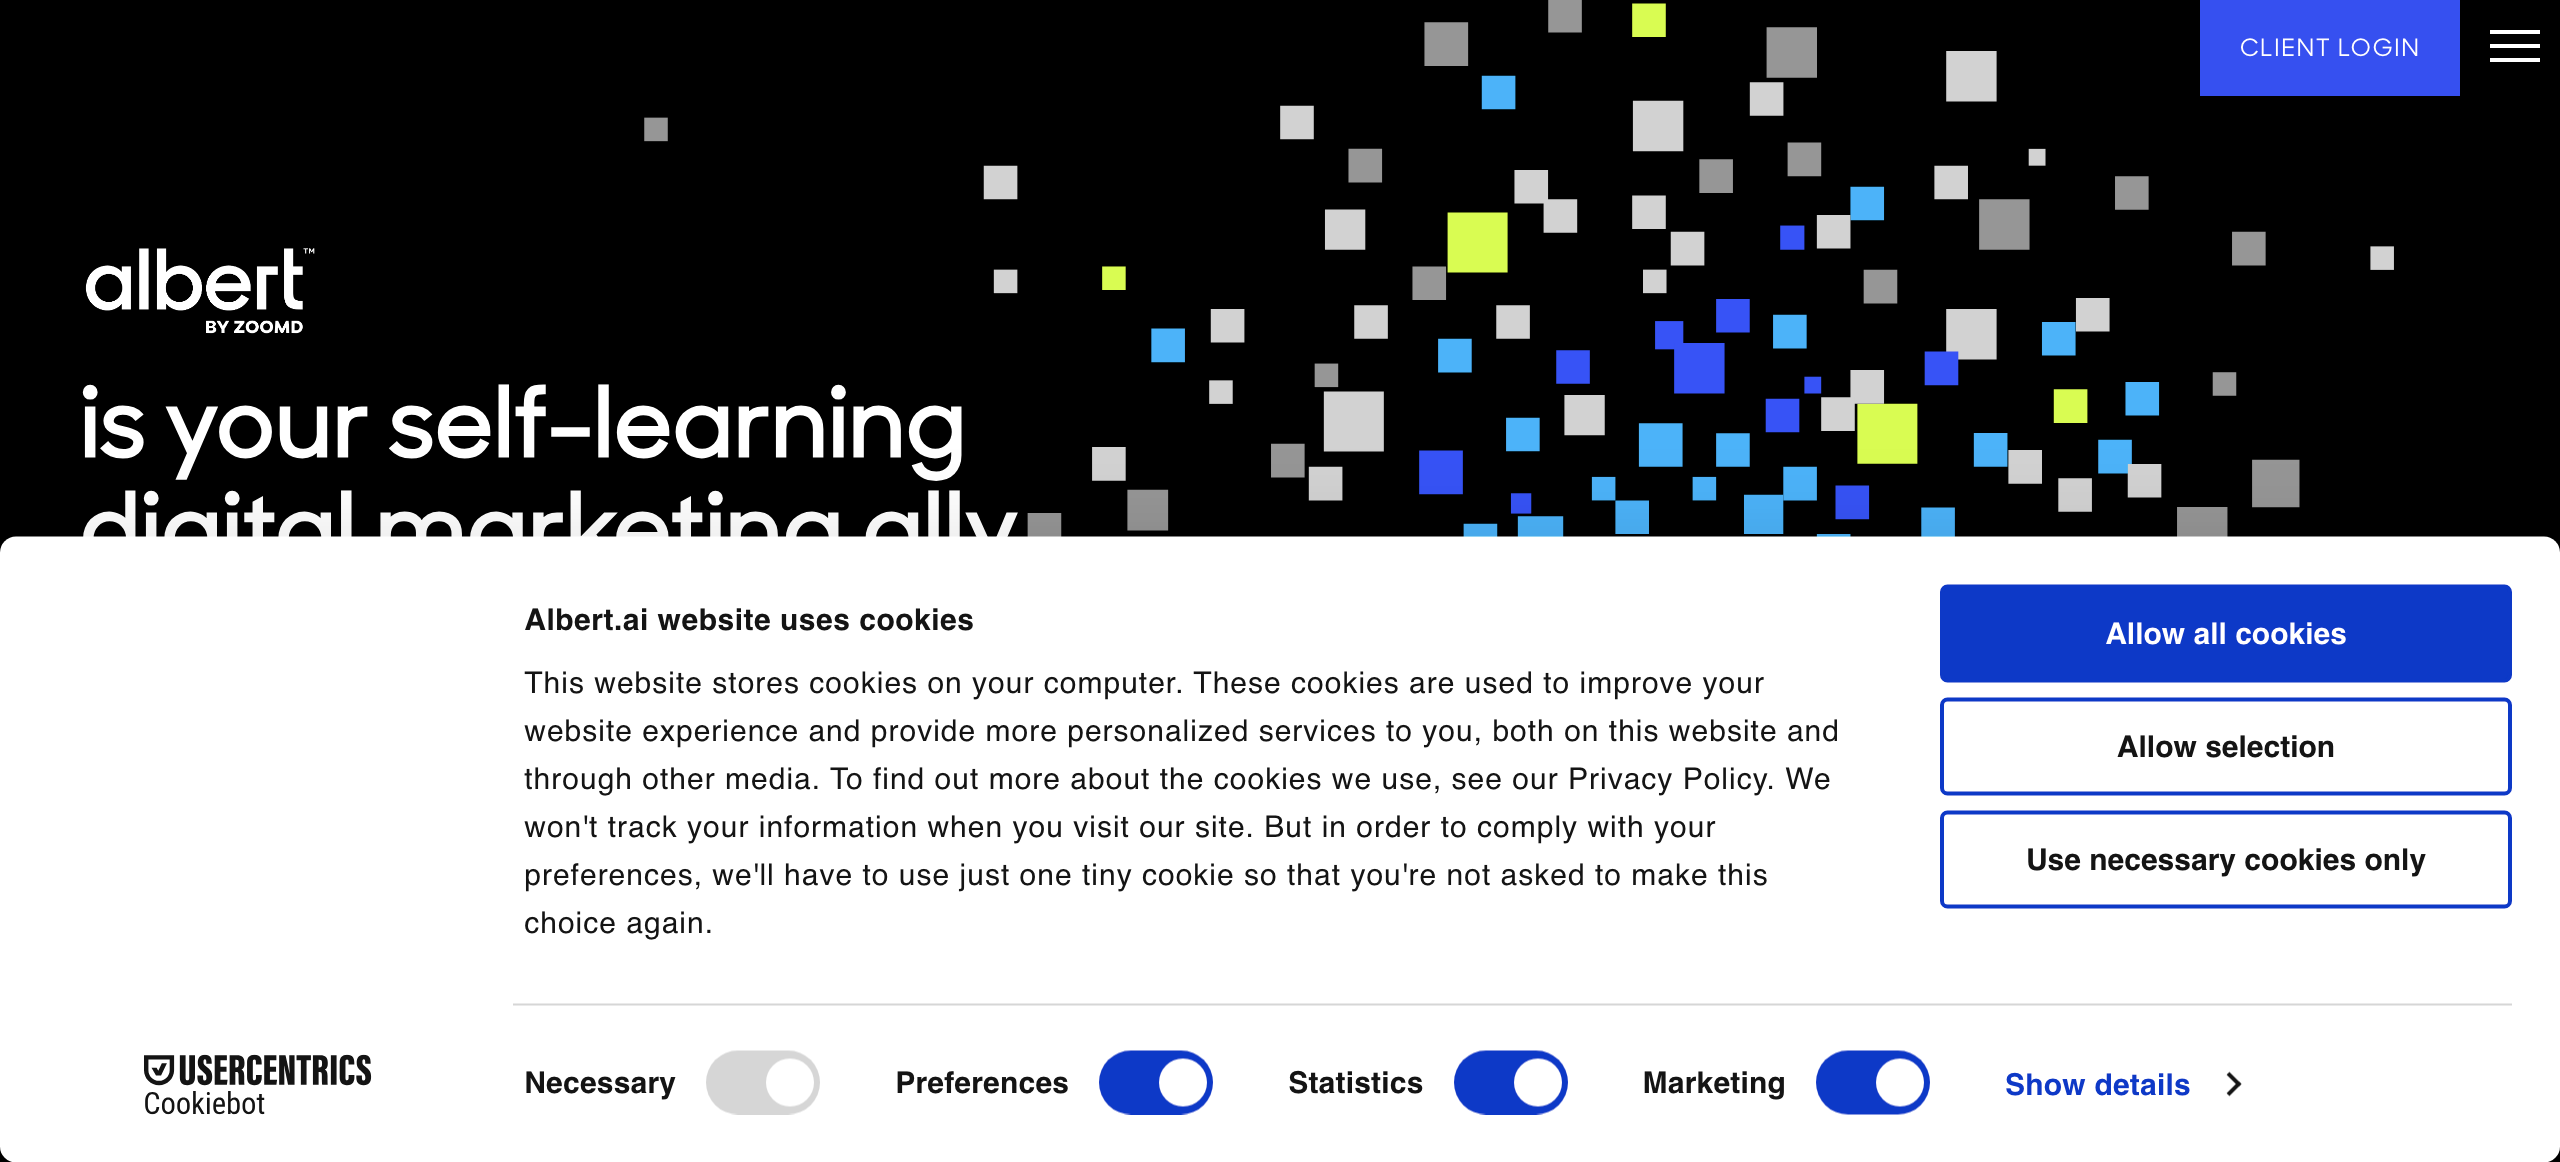 CLIENT LOGIN
albert™
BY ZOOMD
is your self-learning
digital marketing ally
Albert.ai website uses cookies
This website stores cookies on your computer. These cookies are used to improve your
website experience and provide more personalized services to you, both on this website and
through other media. To find out more about the cookies we use, see our Privacy Policy. We
won't track your information when you visit our site. But in order to comply with your
preferences, we'll have to use just one tiny cookie so that you're not asked to make this
choice again.
Allow all cookies
Allow selection
Use necessary cookies only
USERCENTRICS
Cookiebot
Necessary
Preferences
Statistics
Marketing
Show details